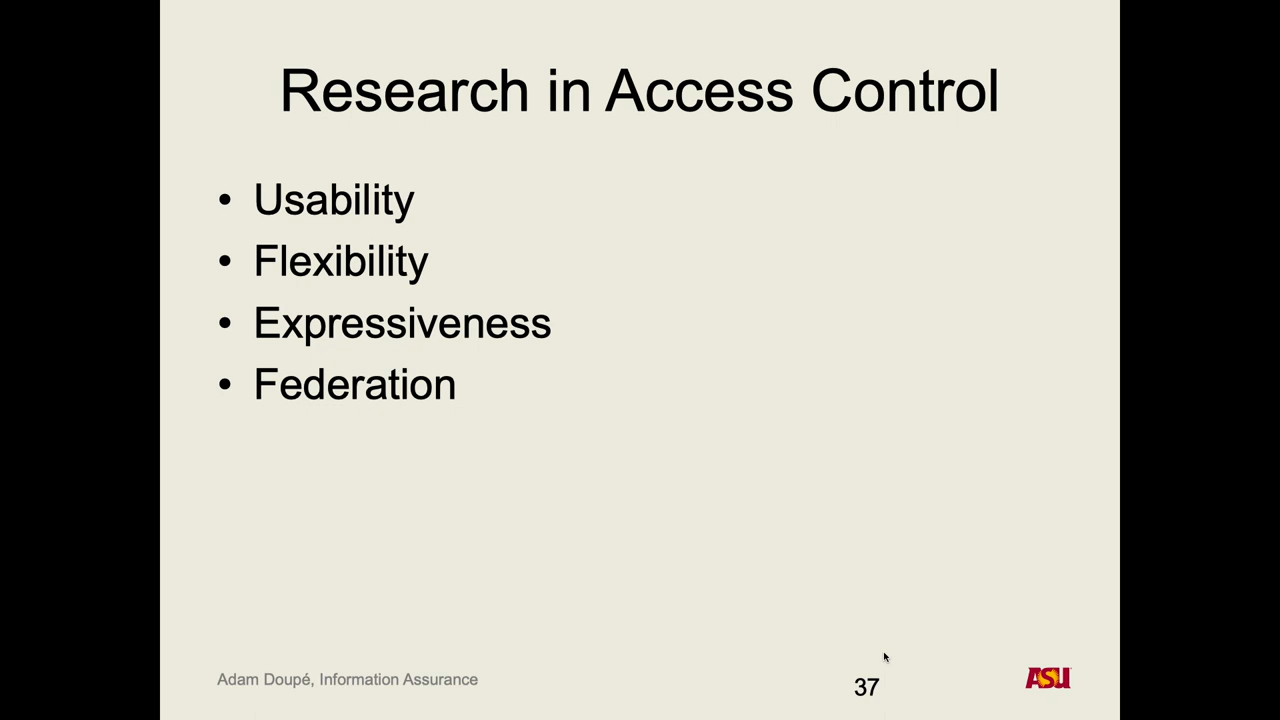 Research in Access Control
• Usability
• Flexibility
• Expressiveness
• Federation
Adam Doupé, Information Assurance
37
ASU